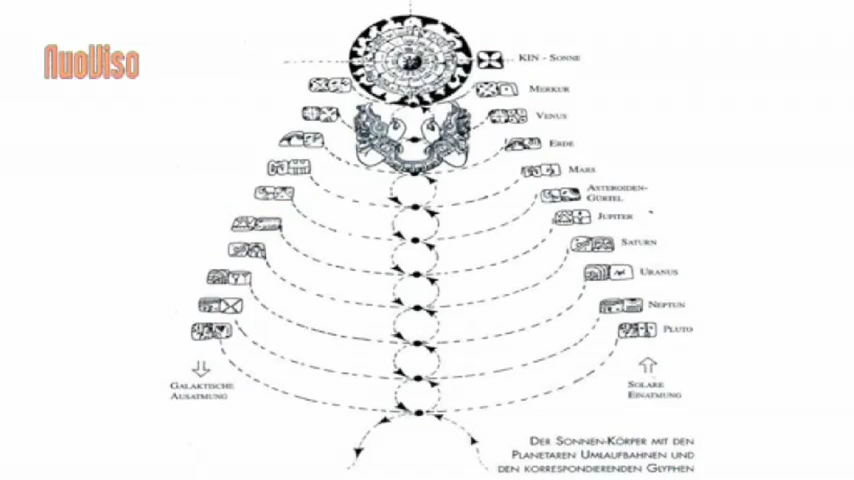 NuoViso
KIN - SONNE
MERKUR
VENUS
ERDE
MARS
ASTEROIDEN-
GÜRTEL
JUPITER
SATURN
URANUS
NEPTUN
PLUTO
GALAKTISCHE
AUSATMUNG
SOLARE
EINATMUNG
DER SONNEN-KÖRPER MIT DEN
PLANETAREN UMLAUFBAHNEN UND
DEN KORRESPONDIERENDEN GLYPHEN